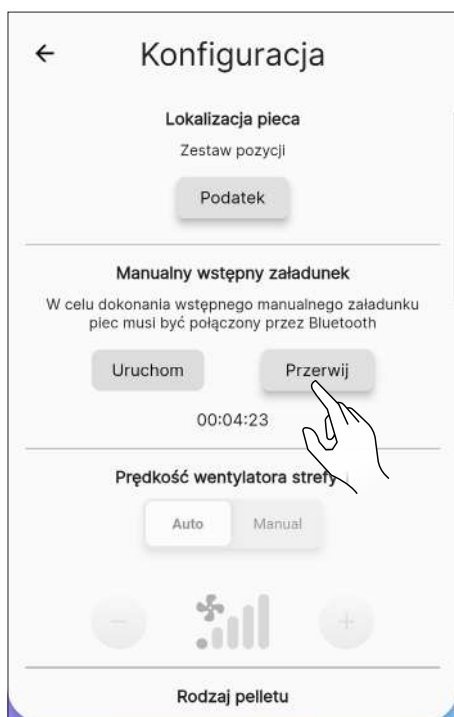 Konfiguracja
Lokalizacja pieca
Zestaw pozycji
Podatek
Manualny wstępny załadunek
W celu dokonania wstępnego manualnego załadunku
piec musi być połączony przez Bluetooth
Uruchom Przerwij
00:04:23
Prędkość wentylatora strefy
Auto Manual
Rodzaj pelletu